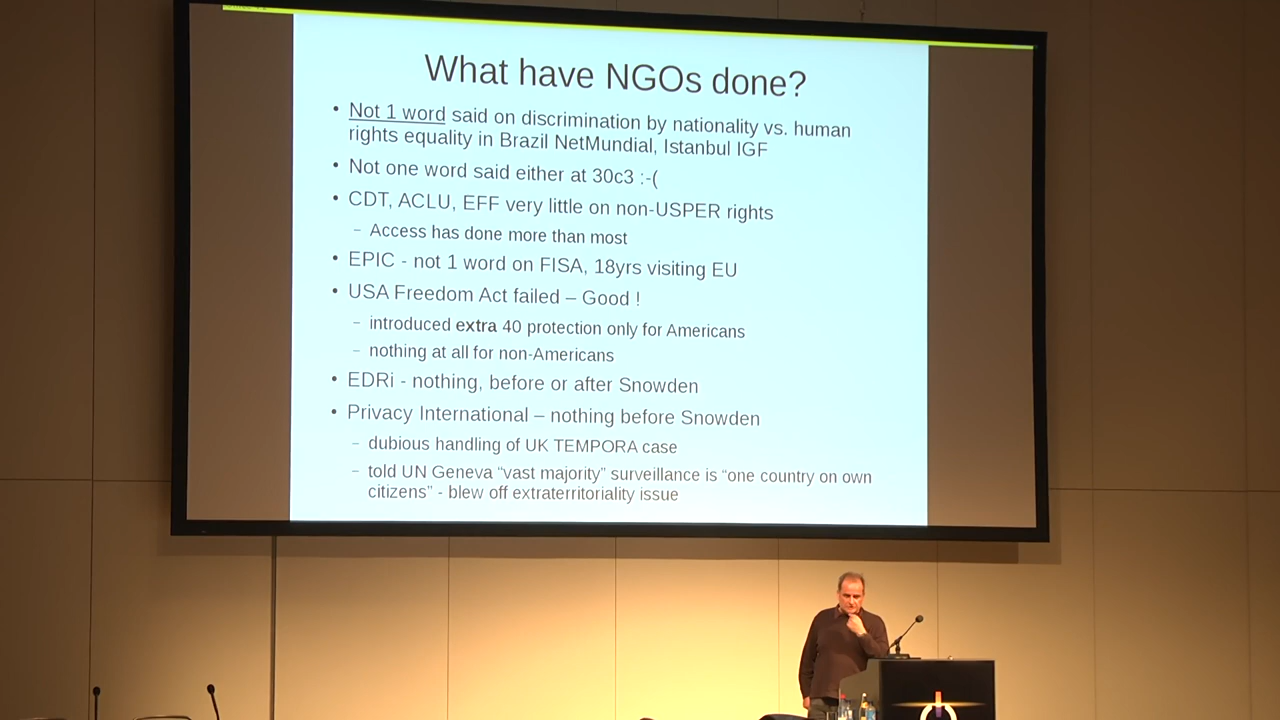 What have NGOs done?
• Not 1 word said on discrimination by nationality vs. human
rights equality in Brazil NetMundial, Istanbul IGF
• Not one word said either at 30c3 :-(
• CDT, ACLU, EFF very little on non-USPER rights
– Access has done more than most
• EPIC - not 1 word on FISA, 18yrs visiting EU
• USA Freedom Act failed – Good !
– introduced extra 40 protection only for Americans
– nothing at all for non-Americans
• EDRi - nothing, before or after Snowden
• Privacy International – nothing before Snowden
– dubious handling of UK TEMPORA case
– told UN Geneva “vast majority” surveillance is “one country on own
citizens” - blew off extraterritoriality issue